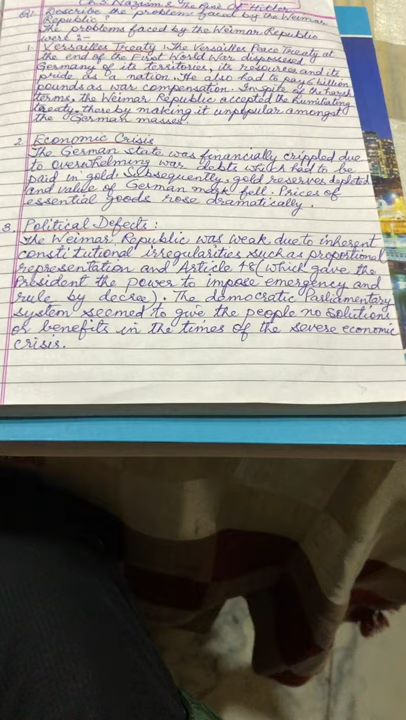 Ch-3 Nazism & The Rise Of Hitler
Q1. Describe the problems faced by the Weimar
Republic?
The problems faced by the Weimar Republic
were :-
1. Versailles Treaty: The Versailles Peace Treaty at
the end of the First World War dispossed
Germany of its territories, its resources and its
pride as a nation. She also had to pay 6 billion
pounds as war compensation. Inspite of the harsh
terms, the Weimar Republic accepted the humilating
treaty there by making it unpopular amongst
the German massetories.
2. Economic Crisis
The German state was financially crippled due
to overwhelming war debts which had to be
paid in gold. Subsequently, gold reserves depleted
and value of German mark fell. Prices of
essential goods rose dramatically.
3. Political Defects :
The Weimar Republic was weak due to inherent
constitutional irregularities such as proportional
representation and Article 48 (which gave the
President the power to impose emergency and
rule by decree). The democratic Parliamentary
system seemed to give the people no solutions
or benefits in the times of the severe economic
crisis.